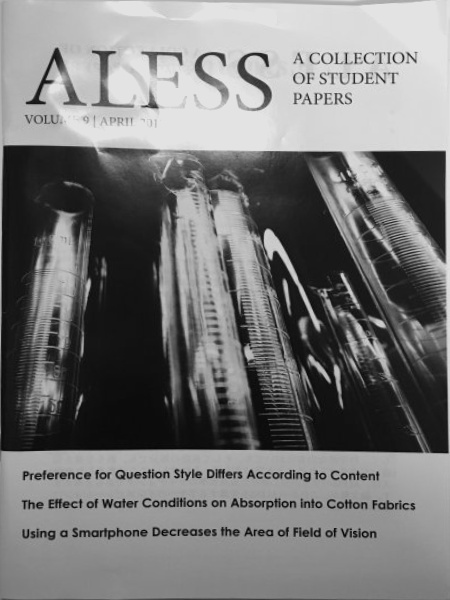 ALESS
A COLLECTION
OF STUDENT
PAPERS
9 | APRIL
Preference for Question Style Differs According to Content
The Effect of Water Conditions on Absorption into Cotton Fabrics
Using a Smartphone Decreases the Area of Field of Vision